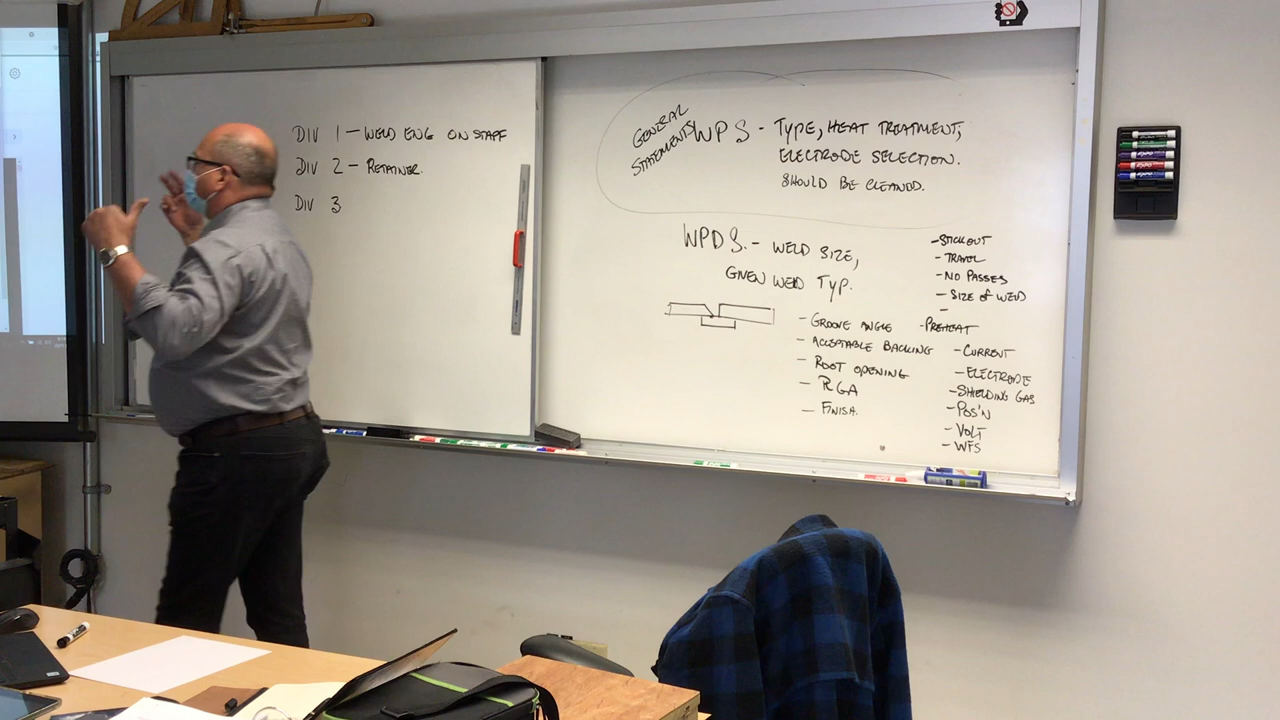 DIV 1 – WELD ENG ON STAFF
DIV 2 – RETAINER.
DIV 3
GENERAL
STATEMENTS
WPS - TYPE, HEAT TREATMENT,
ELECTRODE SELECTION.
SHOULD BE CLEANED.
WPDS. - WELD SIZE,
GIVEN WELD TYP.
- GROOVE ANGLE
- ACCEPTABLE BACKING
- ROOT OPENING
- RGA
- FINISH.
- STICKOUT
- TRAVEL
- NO PASSES
- SIZE OF WELD
-
- PREHEAT
- CURRENT
- ELECTRODE
- SHIELDING GAS
- POS'N
- VOLT
- WFS